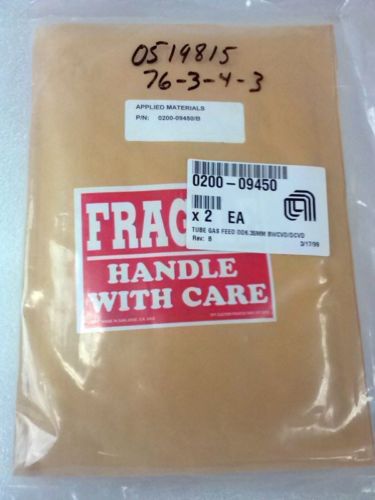 0519815
76-3-4-3
APPLIED MATERIALS
P/N: 0200-09450/B
0200-09450
x 2 EA
TUBE GAS FEED OD6.35MM BWCVD/DCVD
Rev: B
3/17/99
FRAG
HANDLE
WITH CARE